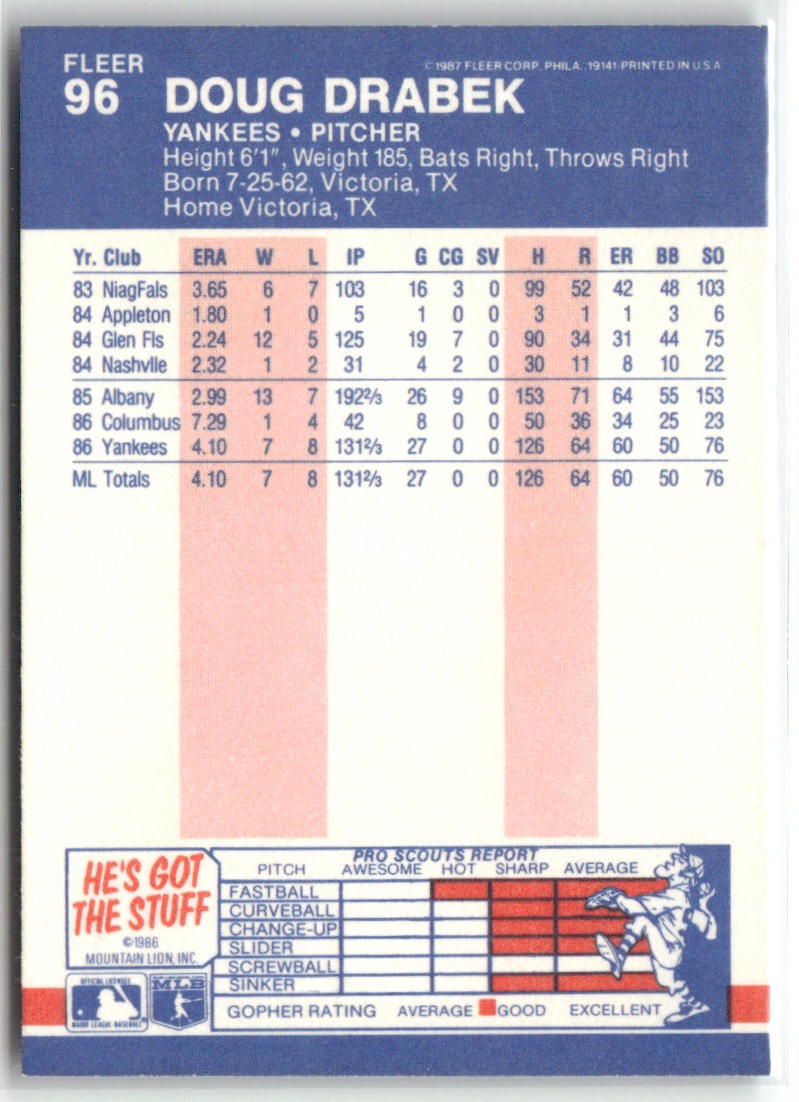 FLEER
© 1987 FLEER CORP. PHILA. 19141-PRINTED IN U.S.A
96 DOUG DRABEK
YANKEES • PITCHER
Height 6'1", Weight 185, Bats Right, Throws Right
Born 7-25-62, Victoria, TX
Home Victoria, TX
Yr. Club ERA W L IP G CG SV H R ER BB SO
83 NiagFals 3.65 6 7 103 16 3 0 99 52 42 48 103
84 Appleton 1.80 1 0 5 1 0 0 3 1 1 3 6
84 Glen Fls 2.24 12 5 125 19 7 0 90 34 31 44 75
84 Nashvlle 2.32 1 2 31 4 2 0 30 11 8 10 22
85 Albany 2.99 13 7 192⅔ 26 9 0 153 71 64 55 153
86 Columbus 7.29 1 4 42 8 0 0 50 36 34 25 23
86 Yankees 4.10 7 8 131⅔ 27 0 0 126 64 60 50 76
ML Totals 4.10 7 8 131⅔ 27 0 0 126 64 60 50 76
HE'S GOT
THE STUFF
©1986
MOUNTAIN LION, INC.
OFFICIAL LICENSEE
MAJOR LEAGUE BASEBALL
MLB
PRO SCOUTS REPORT
PITCH AWESOME HOT SHARP AVERAGE
FASTBALL
CURVEBALL
CHANGE-UP
SLIDER
SCREWBALL
SINKER
GOPHER RATING AVERAGE GOOD EXCELLENT